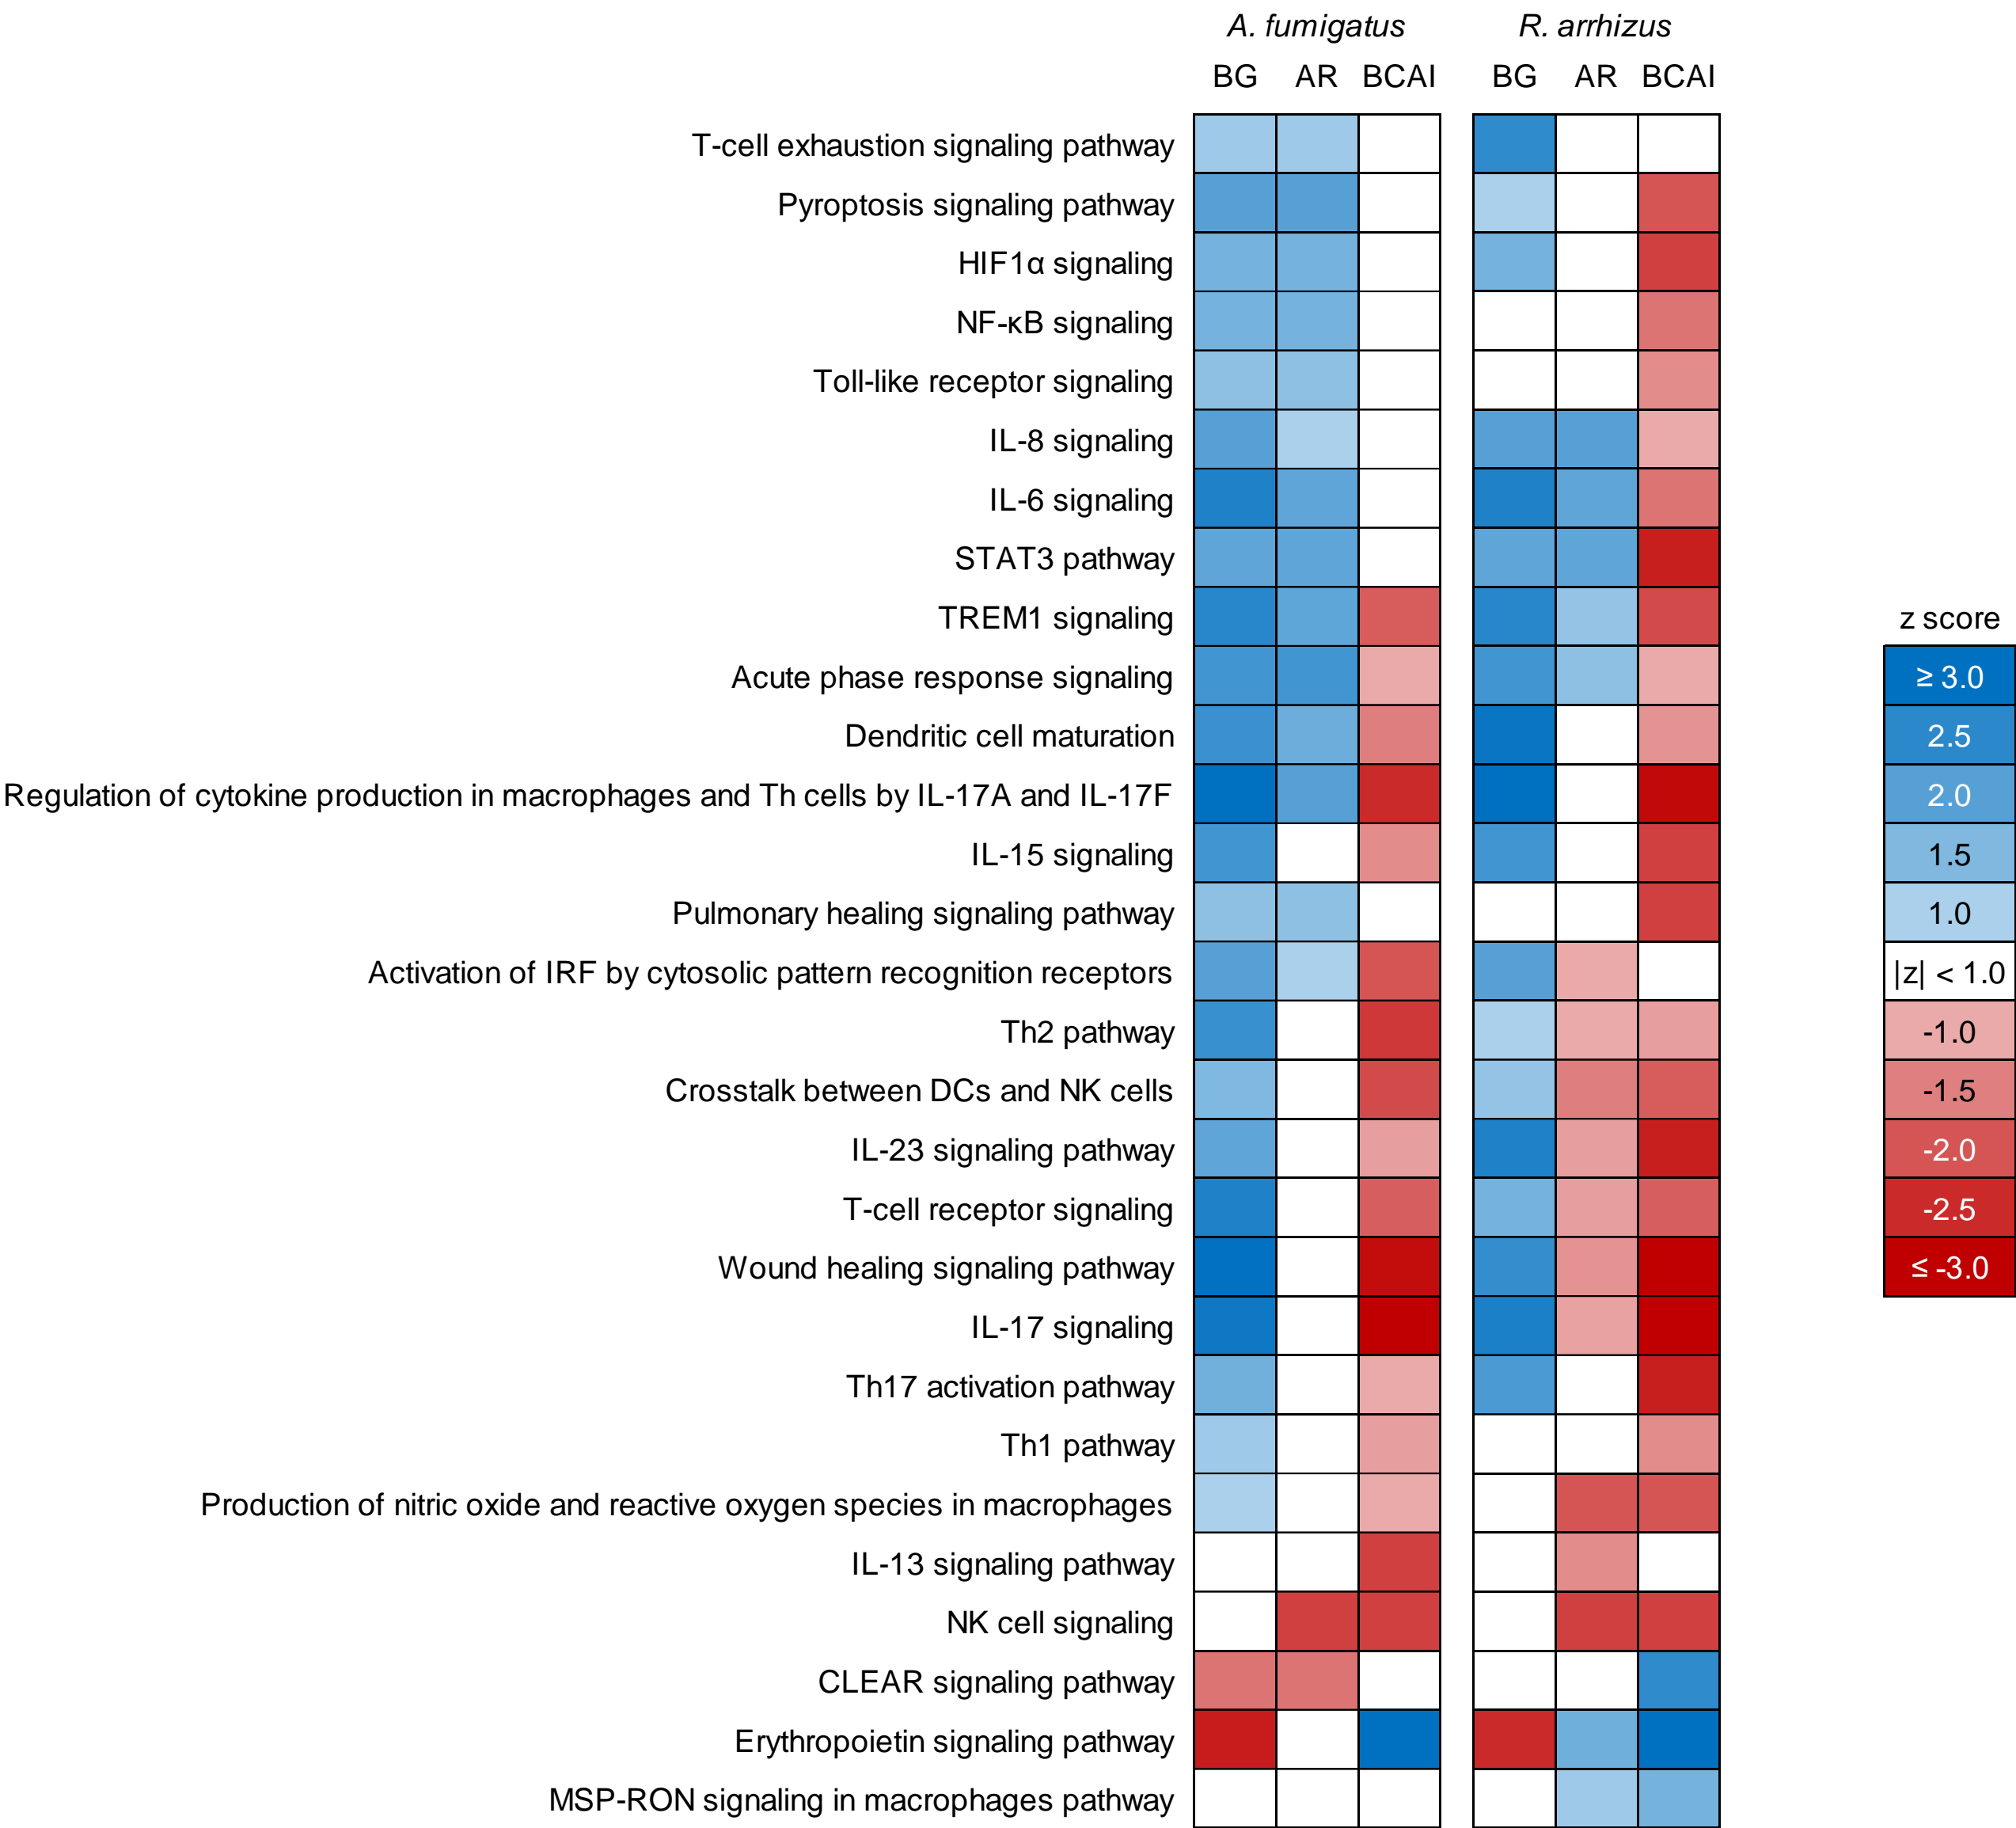 A. fumigatus R. arrhizus
BG AR BCAI BG AR BCAI
T-cell exhaustion signaling pathway
Pyroptosis signaling pathway
HIF1α signaling
NF-κB signaling
Toll-like receptor signaling
IL-8 signaling
IL-6 signaling
STAT3 pathway
TREM1 signaling
Acute phase response signaling
Dendritic cell maturation
Regulation of cytokine production in macrophages and Th cells by IL-17A and IL-17F
IL-15 signaling
Pulmonary healing signaling pathway
Activation of IRF by cytosolic pattern recognition receptors
Th2 pathway
Crosstalk between DCs and NK cells
IL-23 signaling pathway
T-cell receptor signaling
Wound healing signaling pathway
IL-17 signaling
Th17 activation pathway
Th1 pathway
Production of nitric oxide and reactive oxygen species in macrophages
IL-13 signaling pathway
NK cell signaling
CLEAR signaling pathway
Erythropoietin signaling pathway
MSP-RON signaling in macrophages pathway
z score
≥ 3.0
2.5
2.0
1.5
1.0
|z| < 1.0
-1.0
-1.5
-2.0
-2.5
≤ -3.0